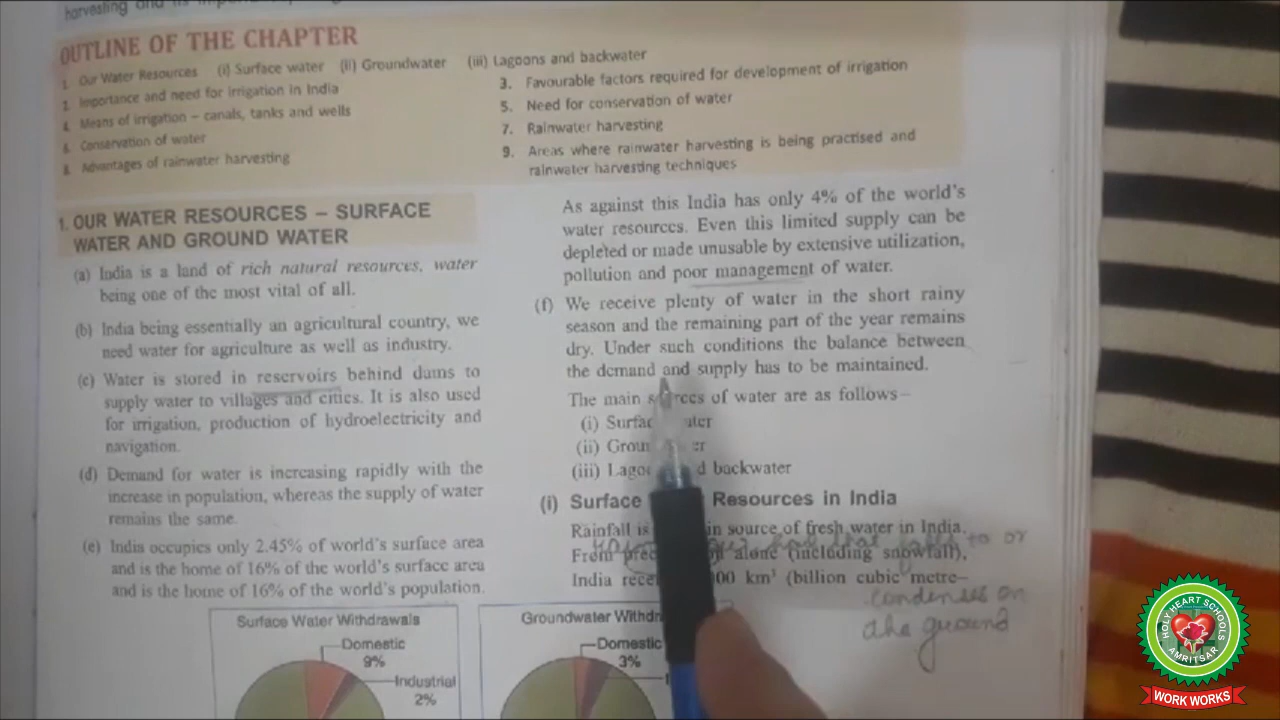 harvesting and its
OUTLINE OF THE CHAPTER
1. Our Water Resources (i) Surface water (ii) Groundwater (iii) Lagoons and backwater
2. Importance and need for irrigation in India
3. Favourable factors required for development of irrigation
4. Means of irrigation – canals, tanks and wells
5. Need for conservation of water
6. Conservation of water
7. Rainwater harvesting
8. Advantages of rainwater harvesting
9. Areas where rainwater harvesting is being practised and
rainwater harvesting techniques
1. OUR WATER RESOURCES – SURFACE
WATER AND GROUND WATER
(a) India is a land of rich natural resources, water
being one of the most vital of all.
(b) India being essentially an agricultural country, we
need water for agriculture as well as industry.
(c) Water is stored in reservoirs behind dams to
supply water to villages and cities. It is also used
for irrigation, production of hydroelectricity and
navigation.
(d) Demand for water is increasing rapidly with the
increase in population, whereas the supply of water
remains the same.
(e) India occupies only 2.45% of world's surface area
and is the home of 16% of the world's surface area
and is the home of 16% of the world's population.
As against this India has only 4% of the world's
water resources. Even this limited supply can be
depleted or made unusable by extensive utilization,
pollution and poor management of water.
(f) We receive plenty of water in the short rainy
season and the remaining part of the year remains
dry. Under such conditions the balance between
the demand and supply has to be maintained.
The main sources of water are as follows–
(i) Surface
(ii)
(iii) backwater
(i) Surface Resources in India
Rainfall is source of fresh water in India.
From alone (including snowfall),
India km³ (billion cubic metre–
that falls to or
condenses on
the ground
Surface Water Withdrawals
Domestic
9%
Industrial
2%
Groundwater
Domestic
3%
HOLY HEART SCHOOLS
AMRITSAR
WORK WORKS